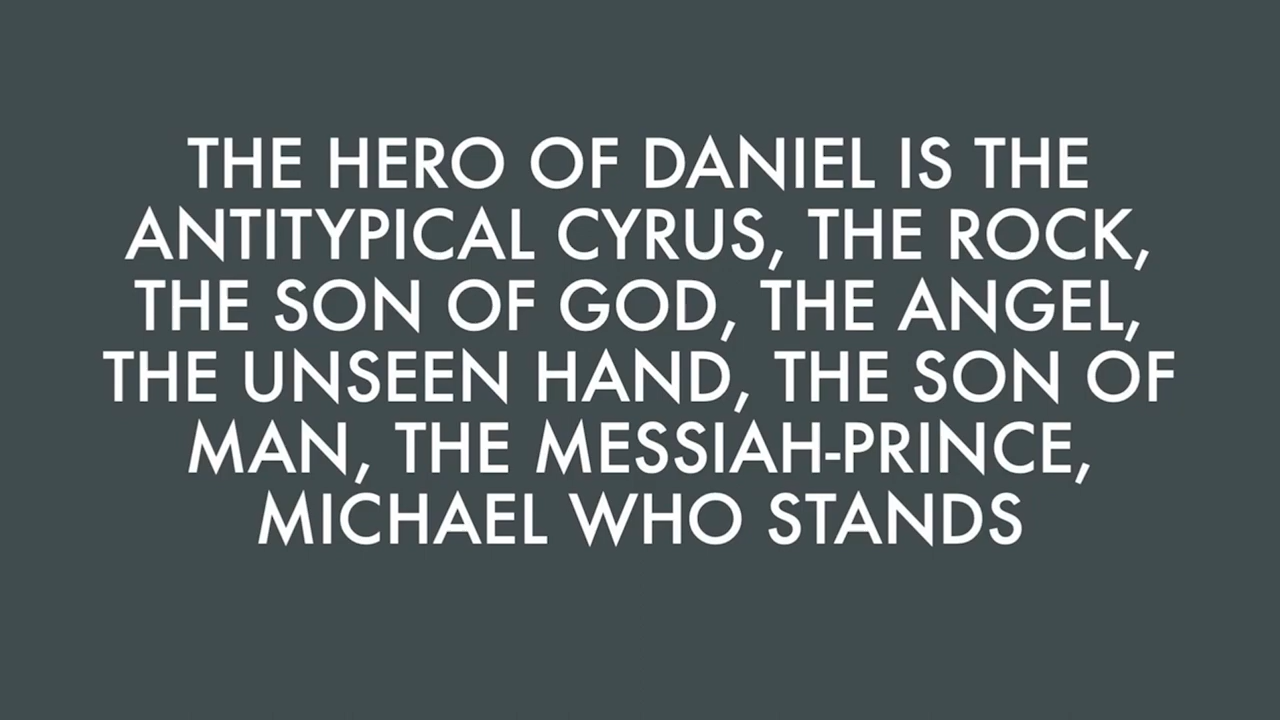 THE HERO OF DANIEL IS THE
ANTITYPICAL CYRUS, THE ROCK,
THE SON OF GOD, THE ANGEL,
THE UNSEEN HAND, THE SON OF
MAN, THE MESSIAH-PRINCE,
MICHAEL WHO STANDS